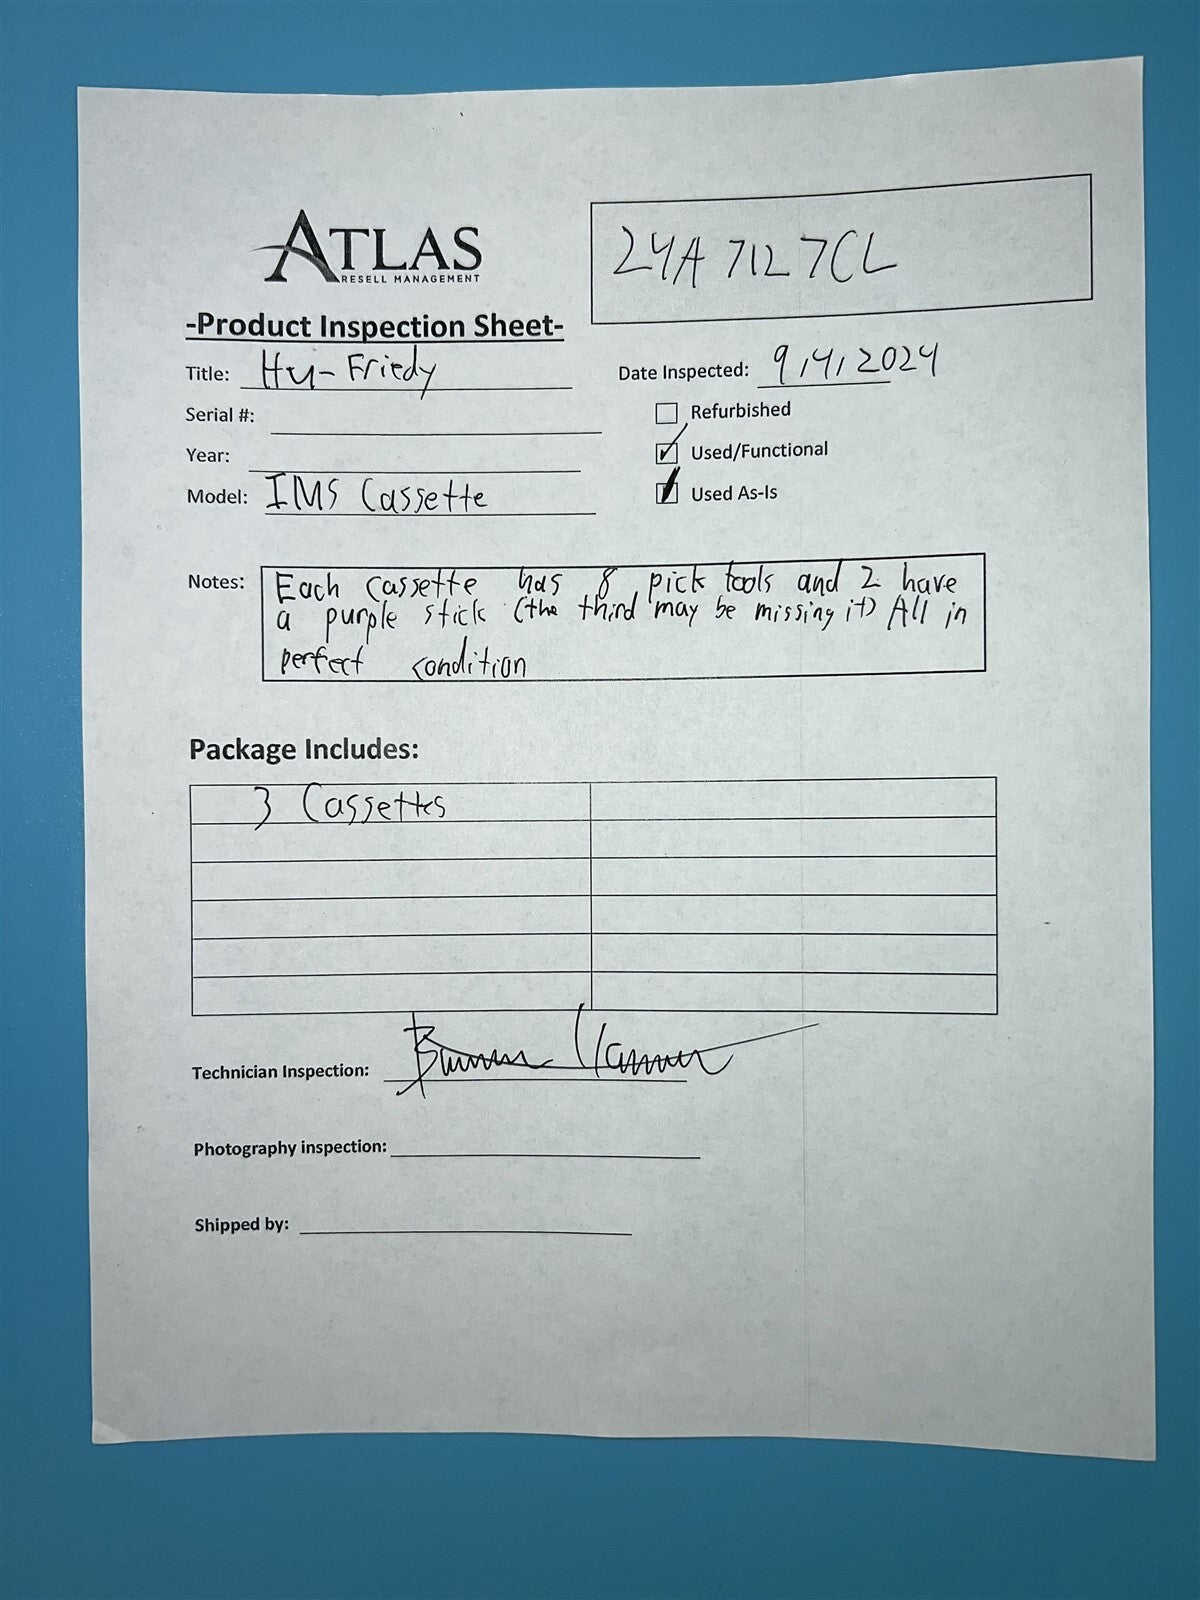 ATLAS
RESELL MANAGEMENT
24A 7127CL
-Product Inspection Sheet-
Title: Hu-Friedy
Date Inspected: 9/4/2024
Serial #:
Refurbished
Year:
Used/Functional
Model: IMS Cassette
Used As-Is
Notes: Each cassette has 8 pick tools and 2 have
a purple stick (the third may be missing it) All in
perfect condition
Package Includes:
3 Cassettes
Technician Inspection:
Photography inspection:
Shipped by: